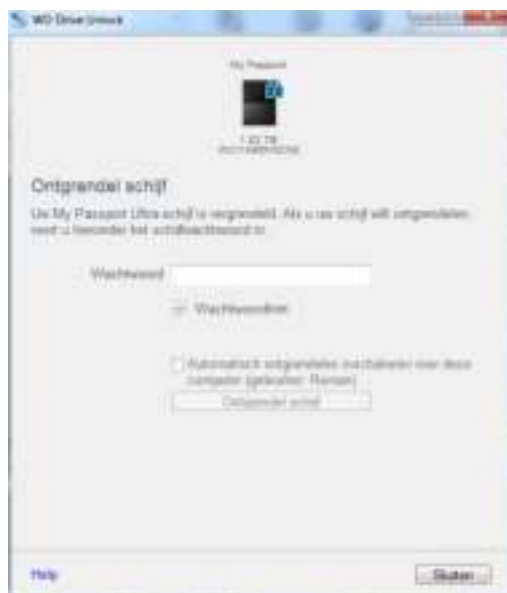 WD Drive Unlock
My Passport
Ontgrendel schijf
Uw My Passport Ultra schijf is vergrendeld. Als u uw schijf wilt ontgrendelen,
voert u hieronder het schijfwachtwoord in.
Wachtwoord
Wachtwoordhint
Automatisch ontgrendelen inschakelen voor deze
computer (gebruiker:
Ontgrendel schijf
Help
Sluiten